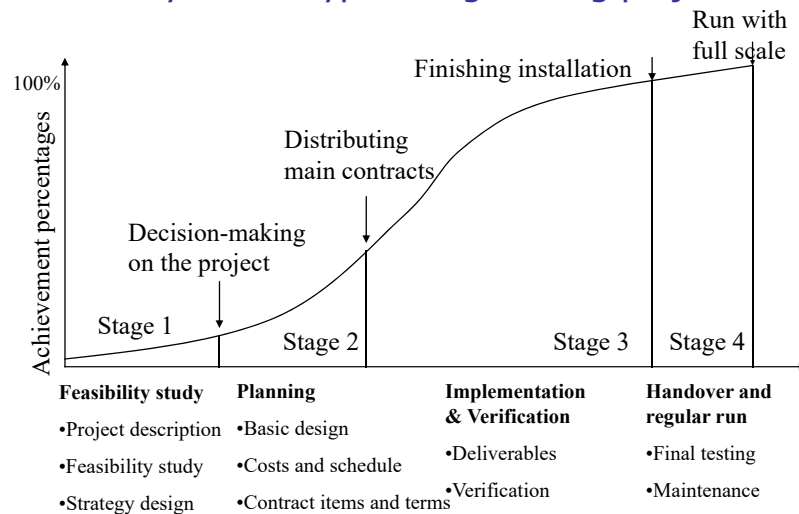 Run with
full scale
100%
Finishing installation
Distributing
main contracts
Decision-making
on the project
Achievement percentages
Stage 1
Stage 2
Stage 3
Stage 4
Feasibility study
•Project description
•Feasibility study
•Strategy design
Planning
•Basic design
•Costs and schedule
•Contract items and terms
Implementation
& Verification
•Deliverables
•Verification
Handover and
regular run
•Final testing
•Maintenance